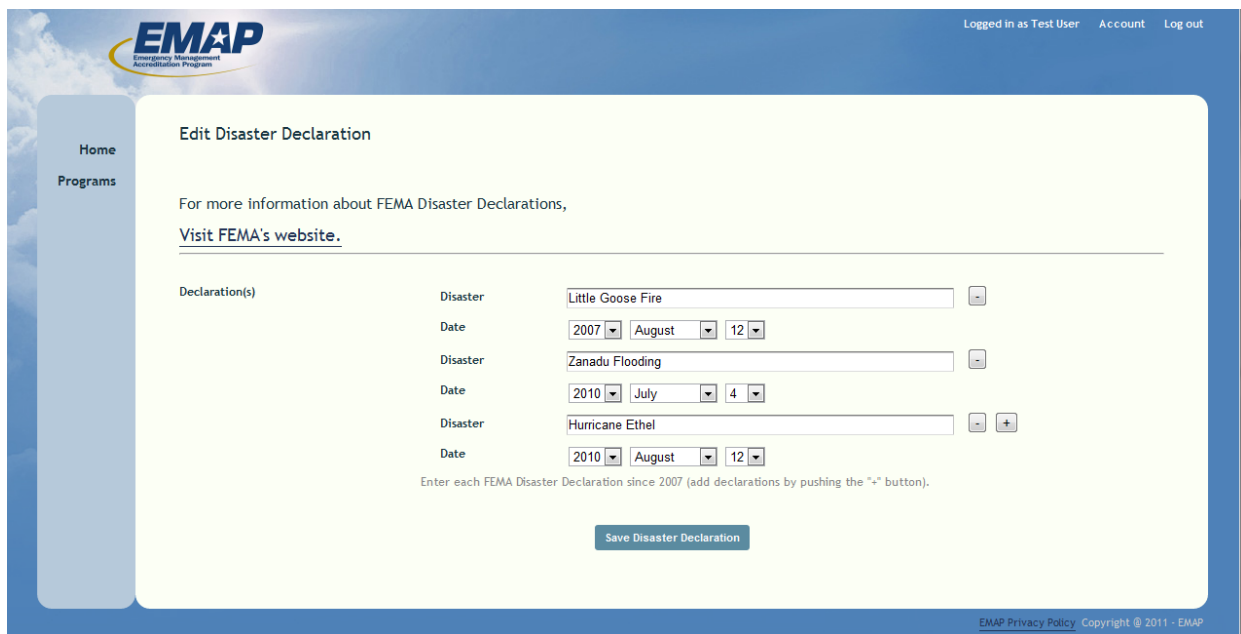 EMAP
Emergency Management
Accreditation Program
Logged in as Test User Account Log out
Home
Programs
Edit Disaster Declaration
For more information about FEMA Disaster Declarations,
Visit FEMA's website.
Declaration(s)
Disaster Little Goose Fire -
Date 2007 August 12
Disaster Zanadu Flooding -
Date 2010 July 4
Disaster Hurricane Ethel - +
Date 2010 August 12
Enter each FEMA Disaster Declaration since 2007 (add declarations by pushing the "+" button).
Save Disaster Declaration
EMAP Privacy Policy Copyright @ 2011 - EMAP